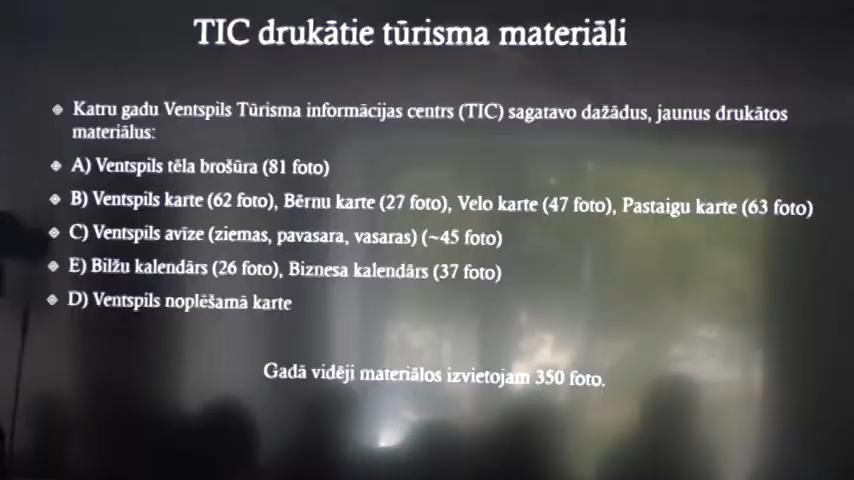 TIC drukātie tūrisma materiāli
Katru gadu Ventspils Tūrisma informācijas centrs (TIC) sagatavo dažādus, jaunus drukātos
materiālus:
A) Ventspils tēla brošūra (81 foto)
B) Ventspils karte (62 foto), Bērnu karte (27 foto), Velo karte (47 foto), Pastaigu karte (63 foto)
C) Ventspils avīze (ziemas, pavasara, vasaras) (~45 foto)
E) Bilžu kalendārs (26 foto), Biznesa kalendārs (37 foto)
D) Ventspils noplēšamā karte
Gadā vidēji materiālos izvietojam 350 foto.